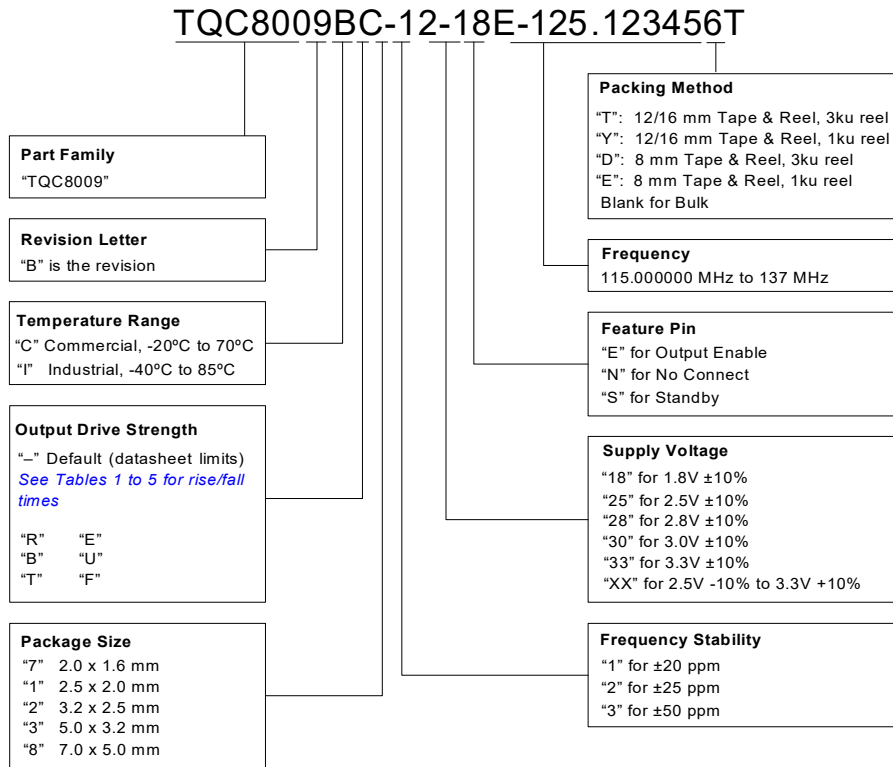 TQC8009BC-12-18E-125.123456T
Part Family
“TQC8009”
Revision Letter
“B” is the revision
Temperature Range
“C” Commercial, -20ºC to 70ºC
“I” Industrial, -40ºC to 85ºC
Output Drive Strength
“–” Default (datasheet limits)
See Tables 1 to 5 for rise/fall
times
“R” “E”
“B” “U”
“T” “F”
Package Size
“7” 2.0 x 1.6 mm
“1” 2.5 x 2.0 mm
“2” 3.2 x 2.5 mm
“3” 5.0 x 3.2 mm
“8” 7.0 x 5.0 mm
Packing Method
“T”: 12/16 mm Tape & Reel, 3ku reel
“Y”: 12/16 mm Tape & Reel, 1ku reel
“D”: 8 mm Tape & Reel, 3ku reel
“E”: 8 mm Tape & Reel, 1ku reel
Blank for Bulk
Frequency
115.000000 MHz to 137 MHz
Feature Pin
“E” for Output Enable
“N” for No Connect
“S” for Standby
Supply Voltage
“18” for 1.8V ±10%
“25” for 2.5V ±10%
“28” for 2.8V ±10%
“30” for 3.0V ±10%
“33” for 3.3V ±10%
“XX” for 2.5V -10% to 3.3V +10%
Frequency Stability
“1” for ±20 ppm
“2” for ±25 ppm
“3” for ±50 ppm